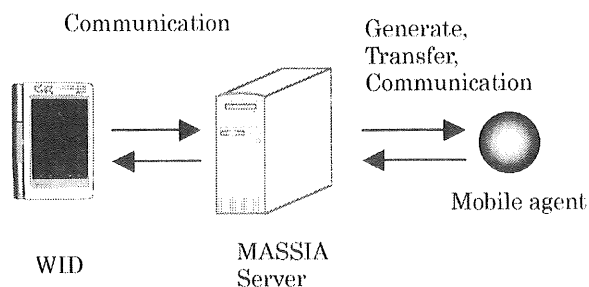 Communication
Generate,
Transfer,
Communication
Mobile agent
WID
MASSIA
Server